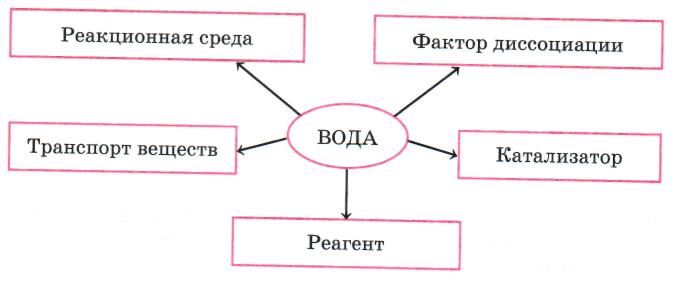 Реакционная среда
Фактор диссоциации
ВОДА
Транспорт веществ
Катализатор
Реагент